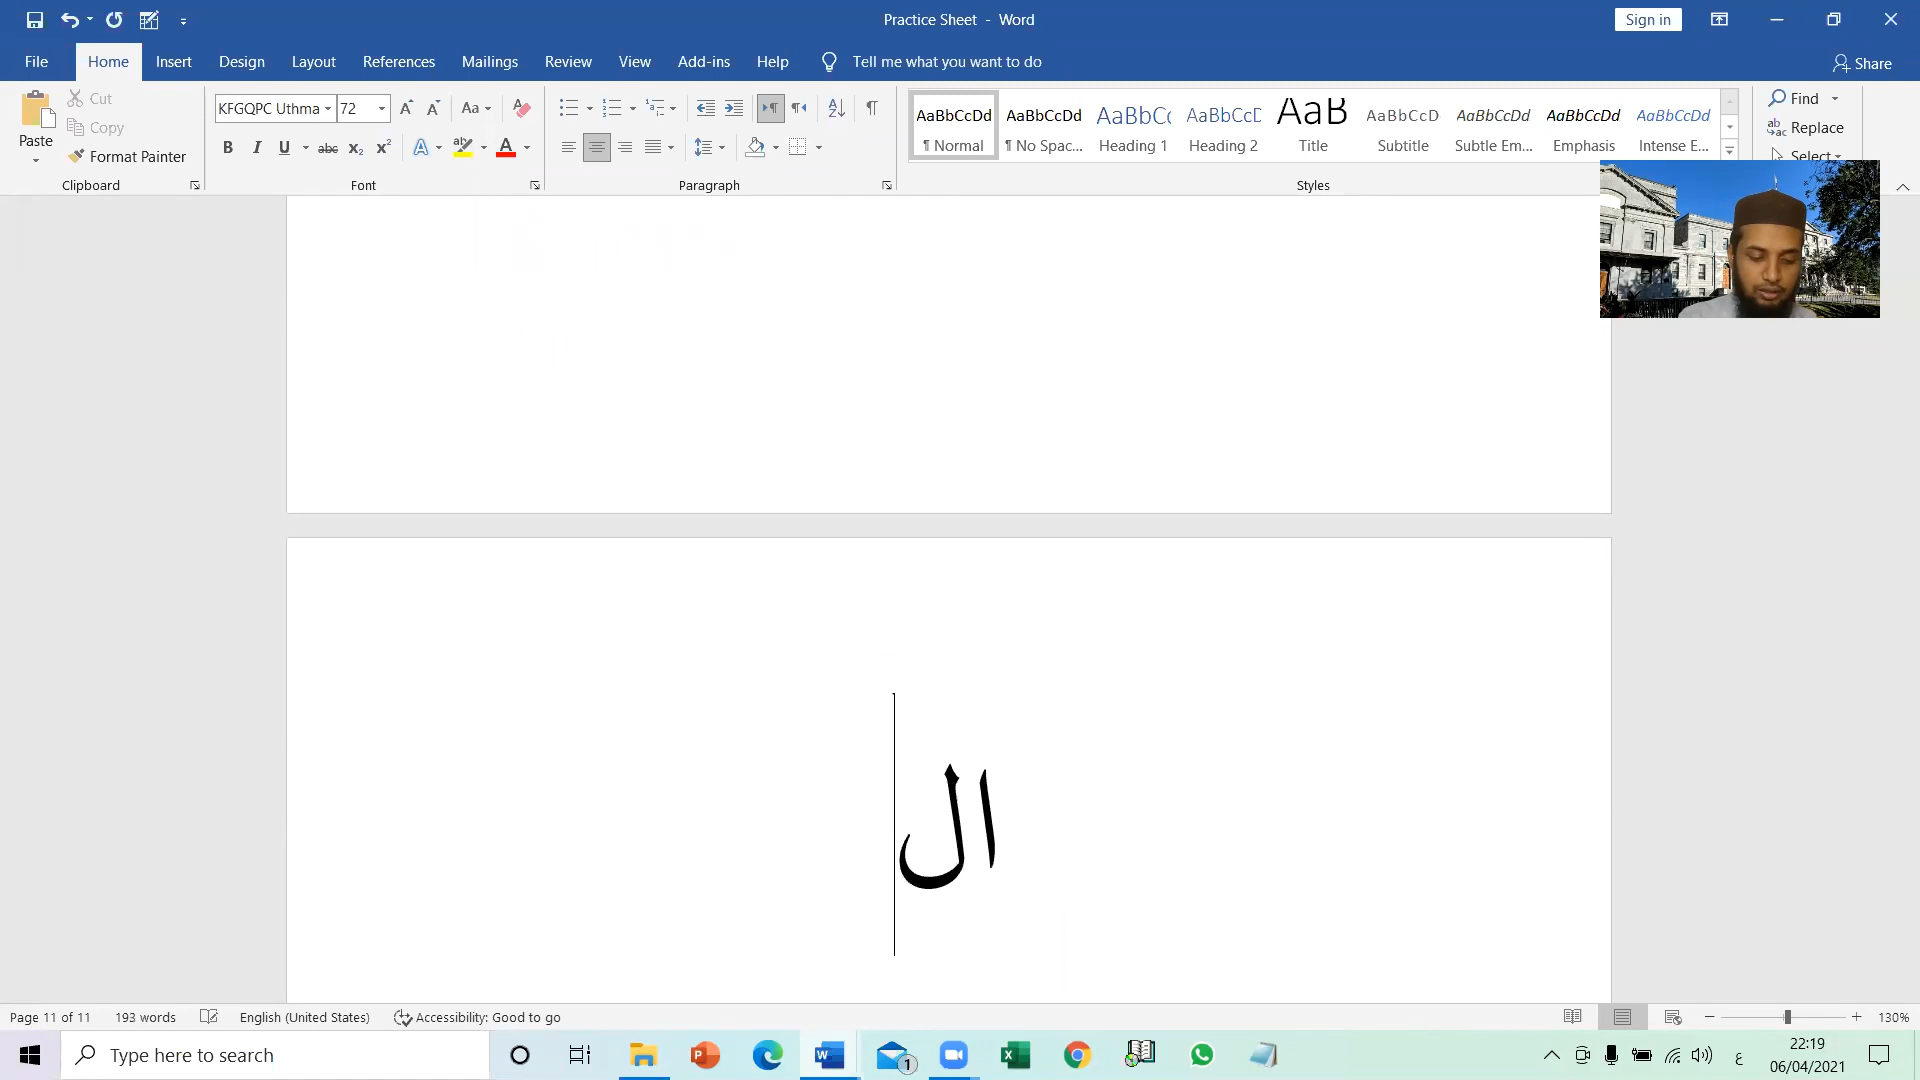 Practice Sheet - Word
Sign in
File Home Insert Design Layout References Mailings Review View Add-ins Help Tell me what you want to do Share
Paste
Cut
Copy
Format Painter
Clipboard
KFGQPC Uthma 72
Font
Paragraph
AaBbCcDd
¶ Normal
AaBbCcDd
¶ No Spac...
AaBbCc
Heading 1
AaBbCcE
Heading 2
AaB
Title
AaBbCcD
Subtitle
AaBbCcDd
Subtle Em...
AaBbCcDd
Emphasis
AaBbCcDd
Intense E...
Styles
Find
Replace
Select
ال
Page 11 of 11 193 words English (United States) Accessibility: Good to go 130%
Type here to search
1
ع
22:19
06/04/2021